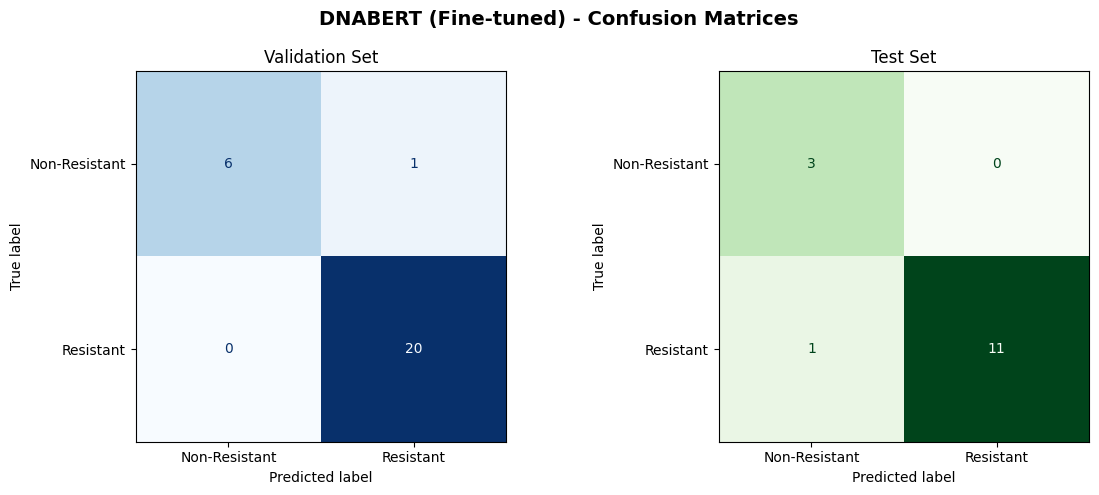 DNABERT (Fine-tuned) - Confusion Matrices
Validation Set
True label
Non-Resistant
6
1
Resistant
0
20
Non-Resistant
Resistant
Predicted label
Test Set
True label
Non-Resistant
3
0
Resistant
1
11
Non-Resistant
Resistant
Predicted label